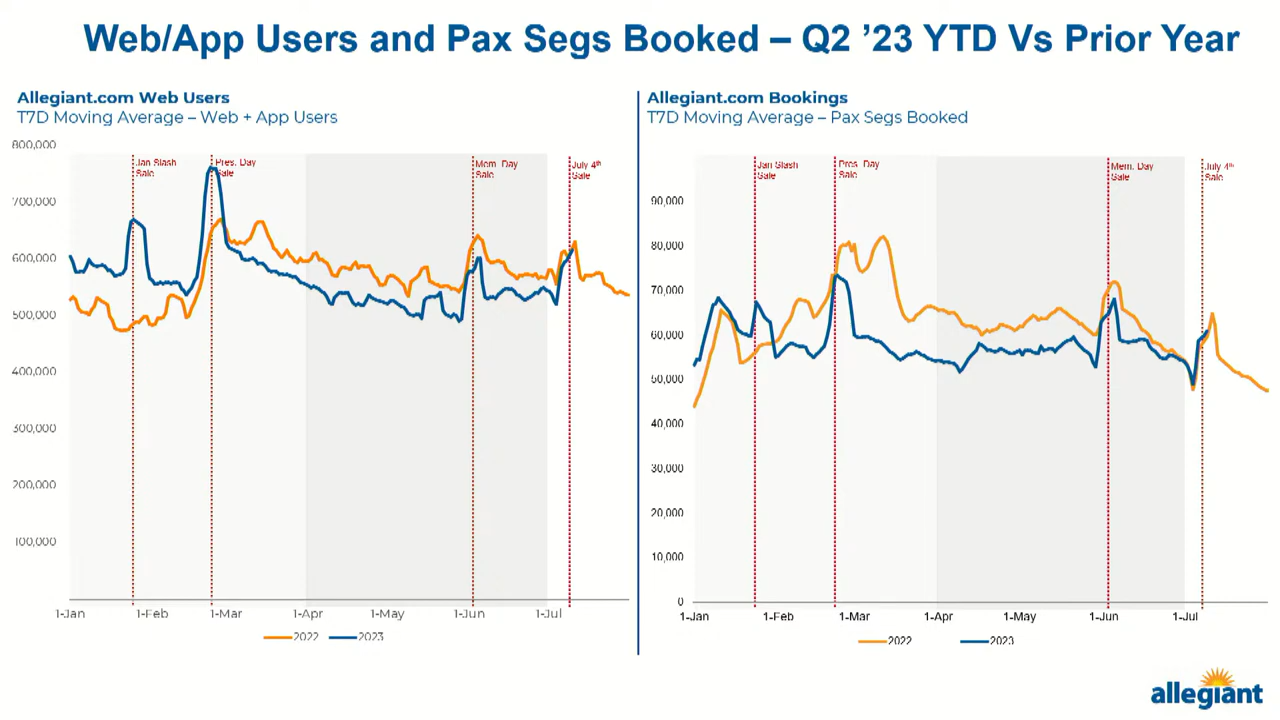 Web/App Users and Pax Segs Booked – Q2 ’23 YTD Vs Prior Year
Allegiant.com Web Users
T7D Moving Average – Web + App Users
800,000
700,000
600,000
500,000
400,000
300,000
200,000
100,000
Jan Slash
Sale
Pres. Day
Sale
Mem. Day
Sale
July 4th
Sale
1-Jan
1-Feb
1-Mar
1-Apr
1-May
1-Jun
1-Jul
2022
2023
Allegiant.com Bookings
T7D Moving Average – Pax Segs Booked
90,000
80,000
70,000
60,000
50,000
40,000
30,000
20,000
10,000
0
Jan Slash
Sale
Pres. Day
Sale
Mem. Day
Sale
July 4th
Sale
1-Jan
1-Feb
1-Mar
1-Apr
1-May
1-Jun
1-Jul
2022
2023
allegiant